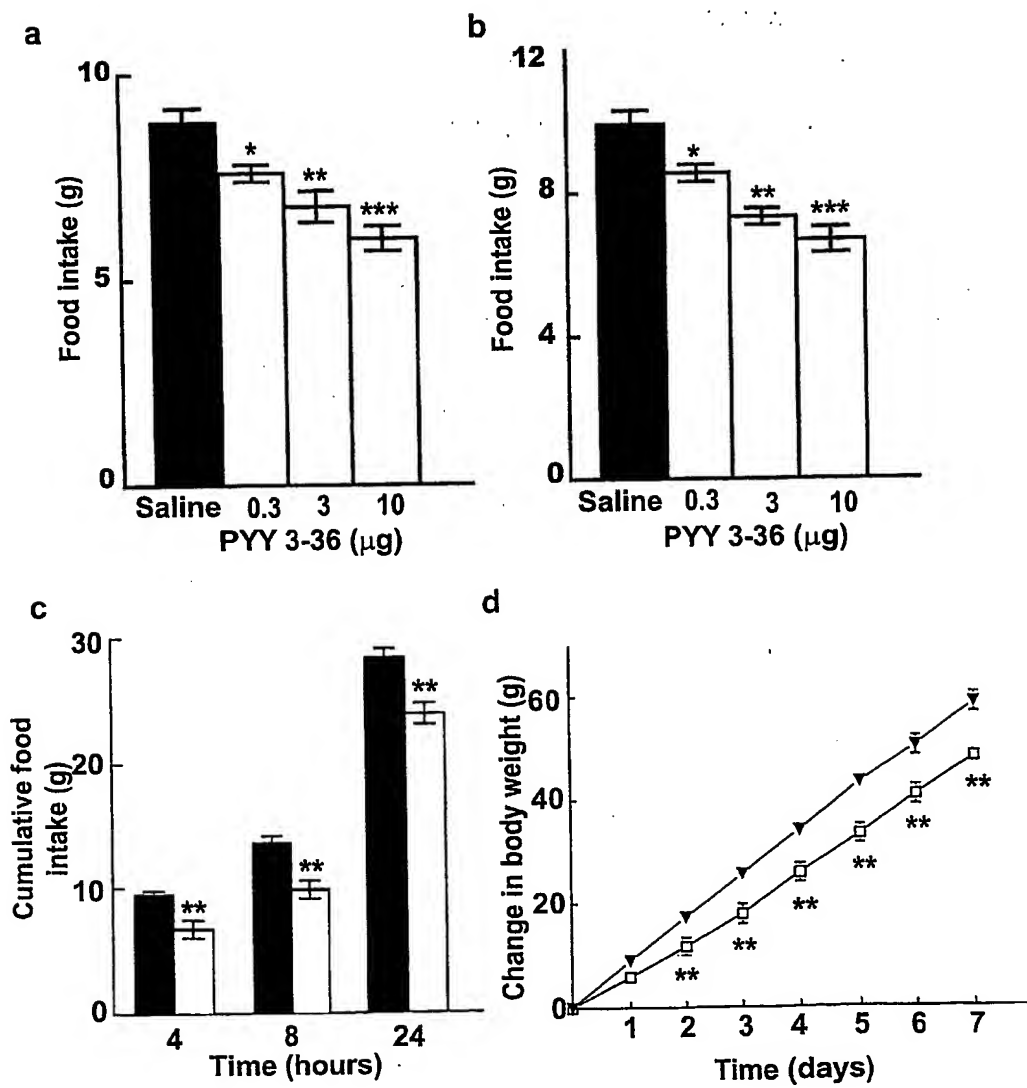 a
Food Intake (g)
10
5
0
*
**
***
Saline 0.3 3 10
PYY 3-36 (μg)
b
Food intake (g)
12
8
4
0
*
**
***
Saline 0.3 3 10
PYY 3-36 (μg)
c
Cumulative food
intake (g)
30
20
10
0
**
**
**
4 8 24
Time (hours)
d
Change in body weight (g)
60
40
20
0
**
**
**
**
**
**
1 2 3 4 5 6 7
Time (days)